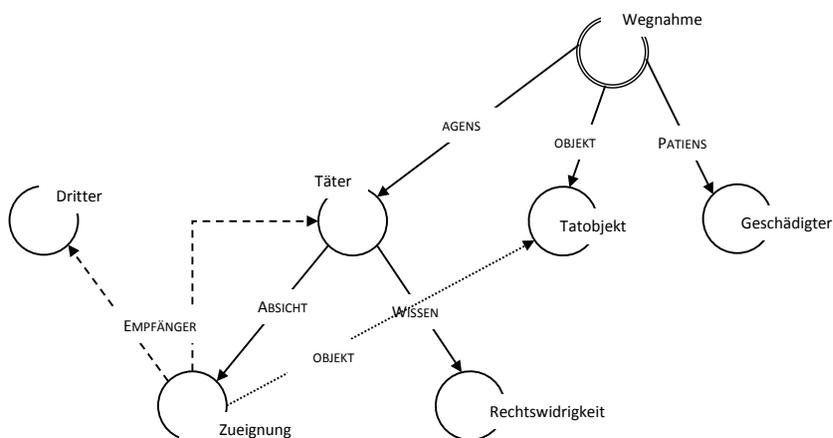 Wegnahme
AGENS
OBJEKT
PATIENS
Täter
Dritter
Tatobjekt
Geschädigter
ABSICHT
WISSEN
EMPFÄNGER
OBJEKT
Rechtswidrigkeit
Zueignung